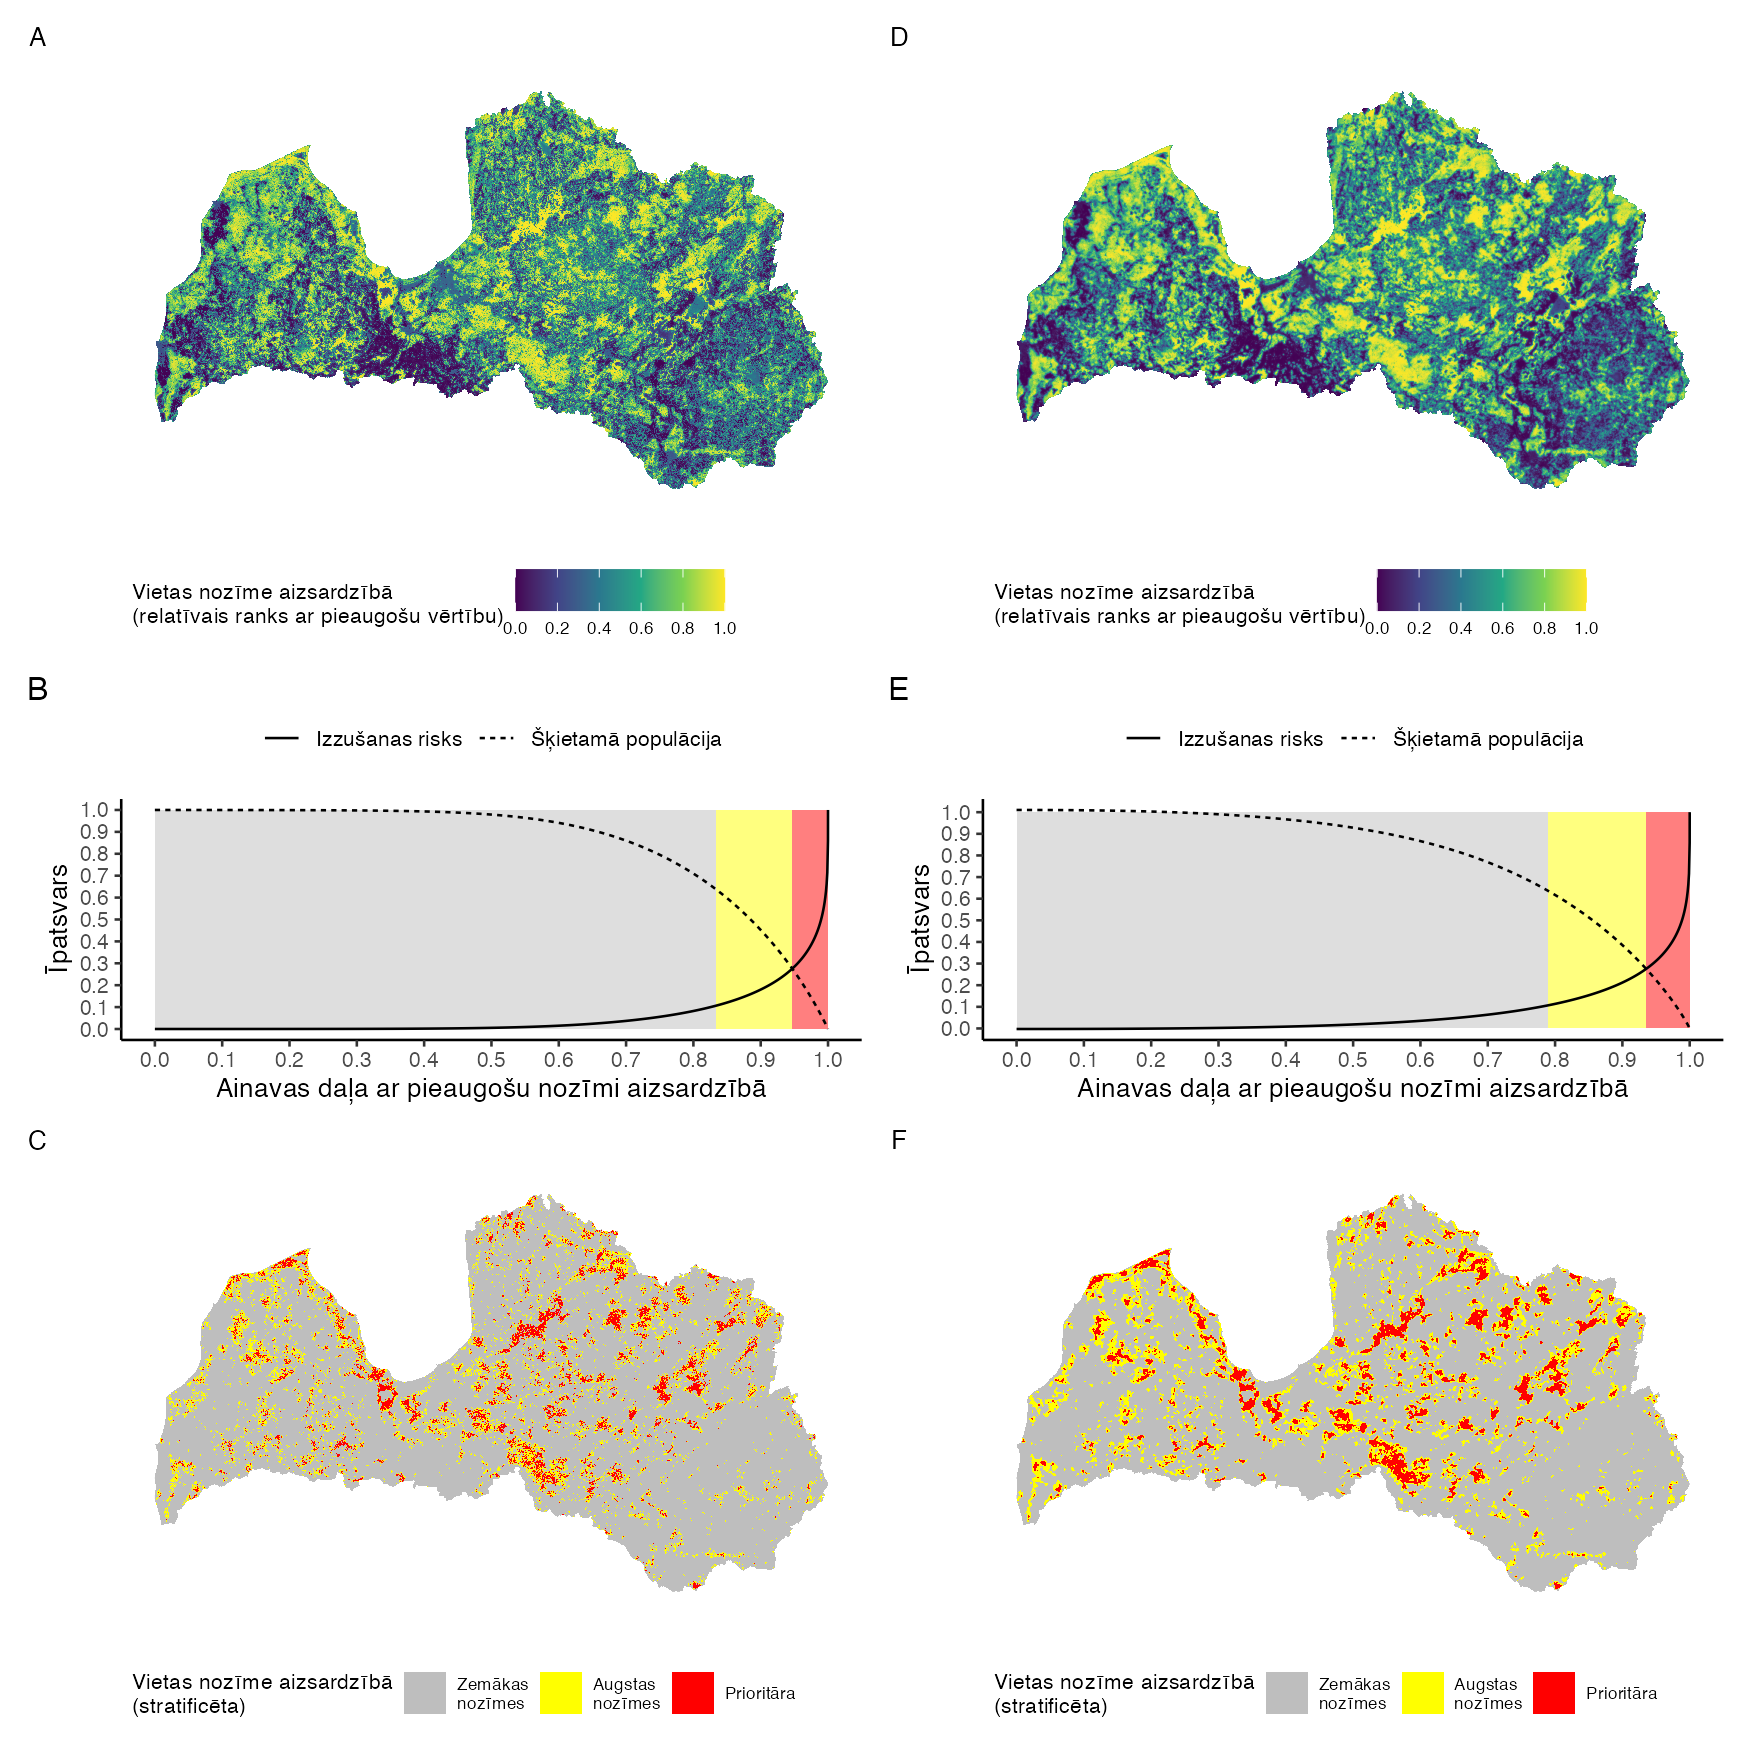 A
Vietas nozīme aizsardzībā
(relatīvais ranks ar pieaugošu vērtību)
0.0 0.2 0.4 0.6 0.8 1.0
B
Izzušanas risks Šķietamā populācija
Īpatsvars
1.0
0.9
0.8
0.7
0.6
0.5
0.4
0.3
0.2
0.1
0.0
0.0 0.1 0.2 0.3 0.4 0.5 0.6 0.7 0.8 0.9 1.0
Ainavas daļa ar pieaugošu nozīmi aizsardzībā
C
Vietas nozīme aizsardzībā
(stratificēta)
Zemākas
nozīmes
Augstas
nozīmes
Prioritāra
D
Vietas nozīme aizsardzībā
(relatīvais ranks ar pieaugošu vērtību)
0.0 0.2 0.4 0.6 0.8 1.0
E
Izzušanas risks Šķietamā populācija
Īpatsvars
1.0
0.9
0.8
0.7
0.6
0.5
0.4
0.3
0.2
0.1
0.0
0.0 0.1 0.2 0.3 0.4 0.5 0.6 0.7 0.8 0.9 1.0
Ainavas daļa ar pieaugošu nozīmi aizsardzībā
F
Vietas nozīme aizsardzībā
(stratificēta)
Zemākas
nozīmes
Augstas
nozīmes
Prioritāra